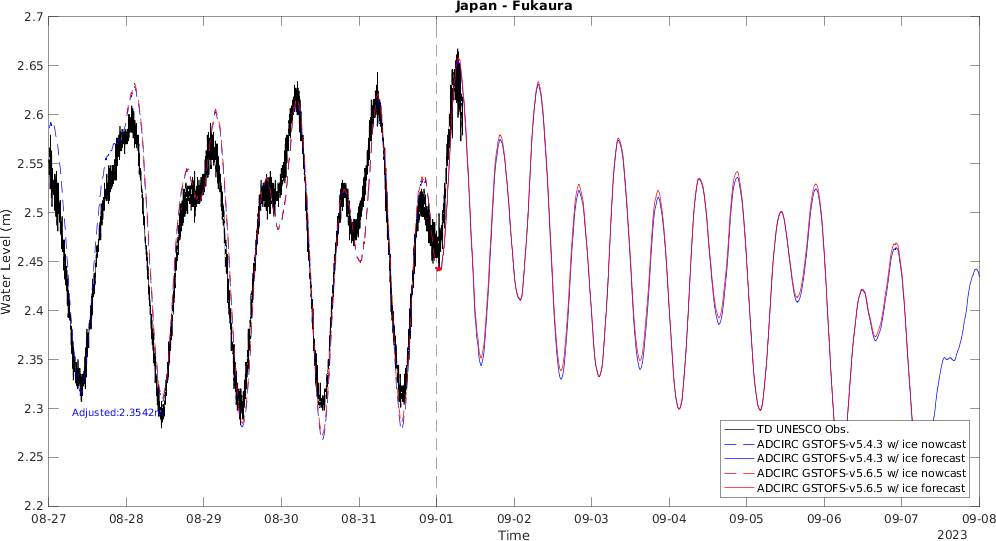 Japan - Fukaura
2.7
2.65
2.6
2.55
2.5
2.45
2.4
2.35
2.3
2.25
2.2
Water Level (m)
Adjusted:2.3542m
TD UNESCO Obs.
ADCIRC GSTOFS-v5.4.3 w/ ice nowcast
ADCIRC GSTOFS-v5.4.3 w/ ice forecast
ADCIRC GSTOFS-v5.6.5 w/ ice nowcast
ADCIRC GSTOFS-v5.6.5 w/ ice forecast
08-27 08-28 08-29 08-30 08-31 09-01 09-02 09-03 09-04 09-05 09-06 09-07 09-08
Time
2023